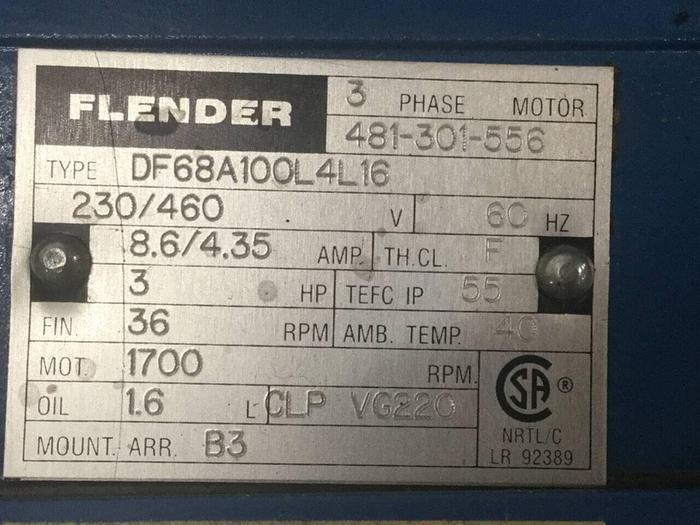 FLENDER
3 PHASE MOTOR
481-301-556
TYPE DF68A100L4L16
230/460 V 60 HZ
8.6/4.35 AMP. TH.CL. F
3 HP TEFC IP 55
FIN. 36 RPM AMB. TEMP. 40
MOT. 1700 RPM.
OIL 1.6 L CLP VG220
MOUNT. ARR. B3
CSA ®
NRTL/C
LR 92389